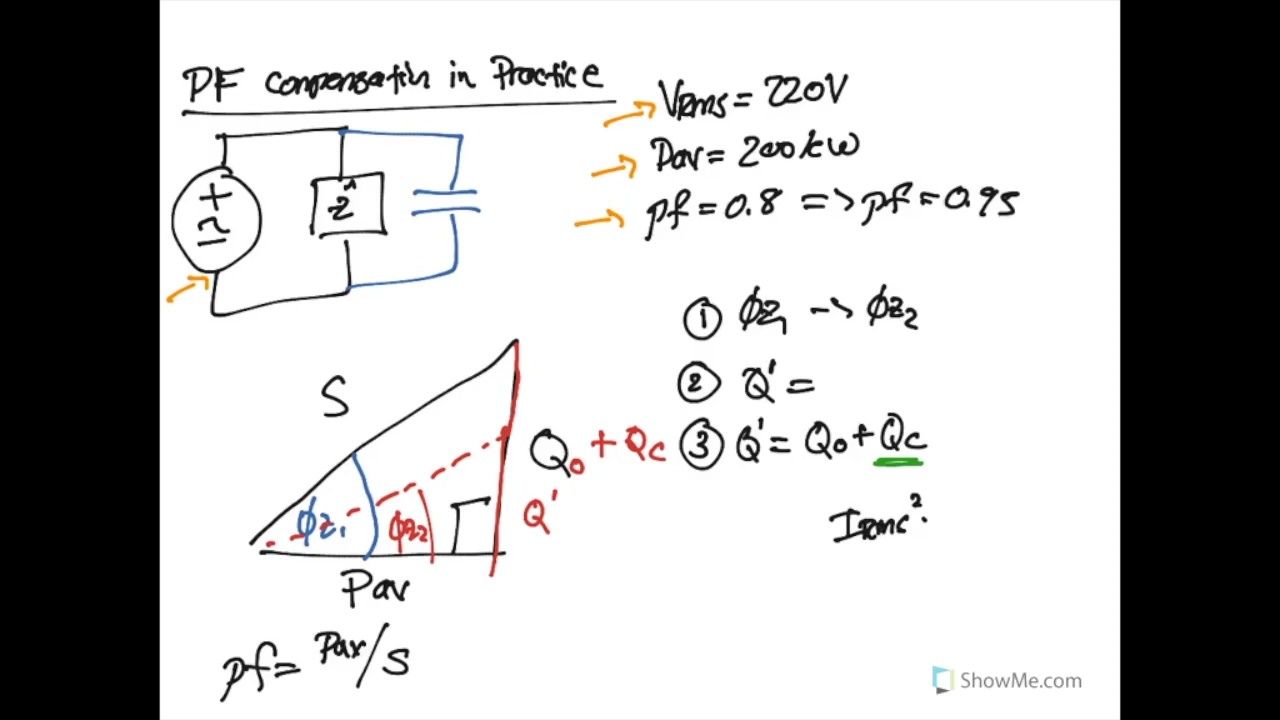 PF compensation in Practice
VRMS = 220V
Pav = 200kW
pf = 0.8 => pf = 0.95
+
~
−
Z
① ϕZ1 -> ϕZ2
② Q' =
③ Q' = Q0 + QC
IRMS².
S
Q0 + QC
Q'
ϕZ1
ϕZ2
Pav
pf = Pav/S
ShowMe.com